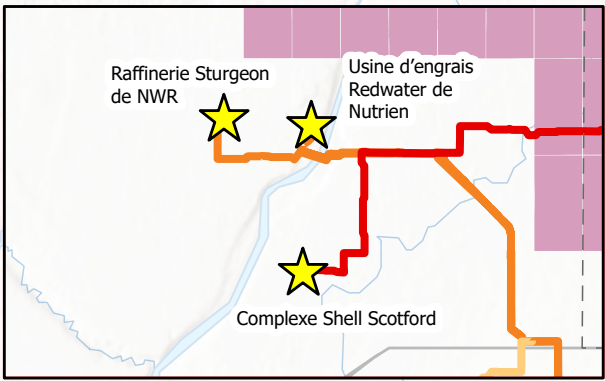 Raffinerie Sturgeon
de NWR
Usine d’engrais
Redwater de
Nutrien
Complexe Shell Scotford